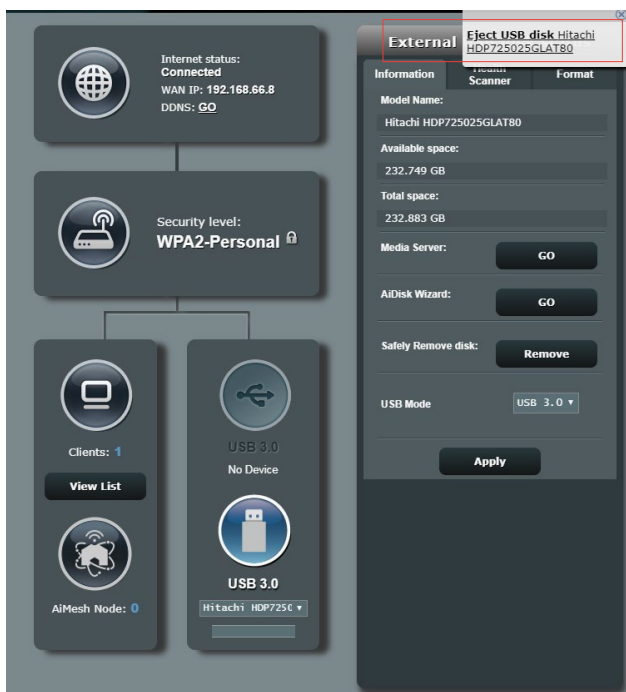 Internet status:
Connected
WAN IP: 192.168.66.8
DDNS: GO
Security level:
WPA2-Personal
Clients: 1
View List
AiMesh Node: 0
USB 3.0
No Device
USB 3.0
Hitachi HDP725C
External
Eject USB disk Hitachi
HDP725025GLAT80
Information
Health
Scanner
Format
Model Name:
Hitachi HDP725025GLAT80
Available space:
232.749 GB
Total space:
232.883 GB
Media Server:
GO
AiDisk Wizard:
GO
Safely Remove disk:
Remove
USB Mode
USB 3.0
Apply